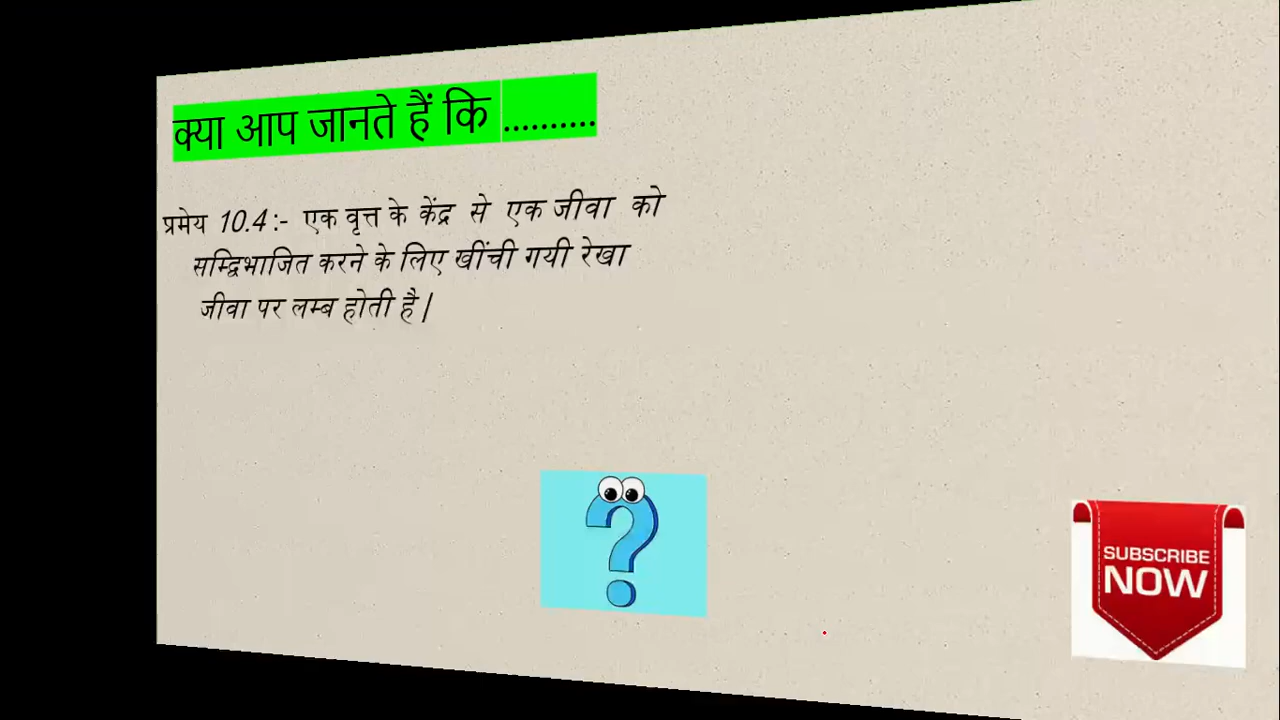 क्या आप जानते हैं कि ..........
प्रमेय 10.4:- एक वृत्त के केंद्र से एक जीवा को
सम्द्विभाजित करने के लिए खींची गयी रेखा
जीवा पर लम्ब होती है|
SUBSCRIBE
NOW